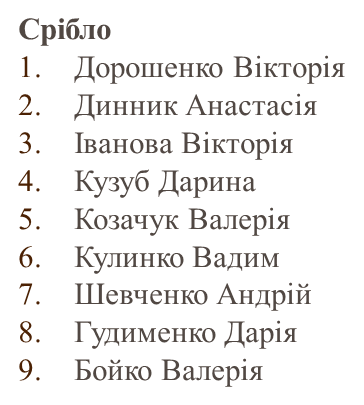 Срібло
1. Дорошенко Вікторія
2. Динник Анастасія
3. Іванова Вікторія
4. Кузуб Дарина
5. Козачук Валерія
6. Кулинко Вадим
7. Шевченко Андрій
8. Гудименко Дарія
9. Бойко Валерія